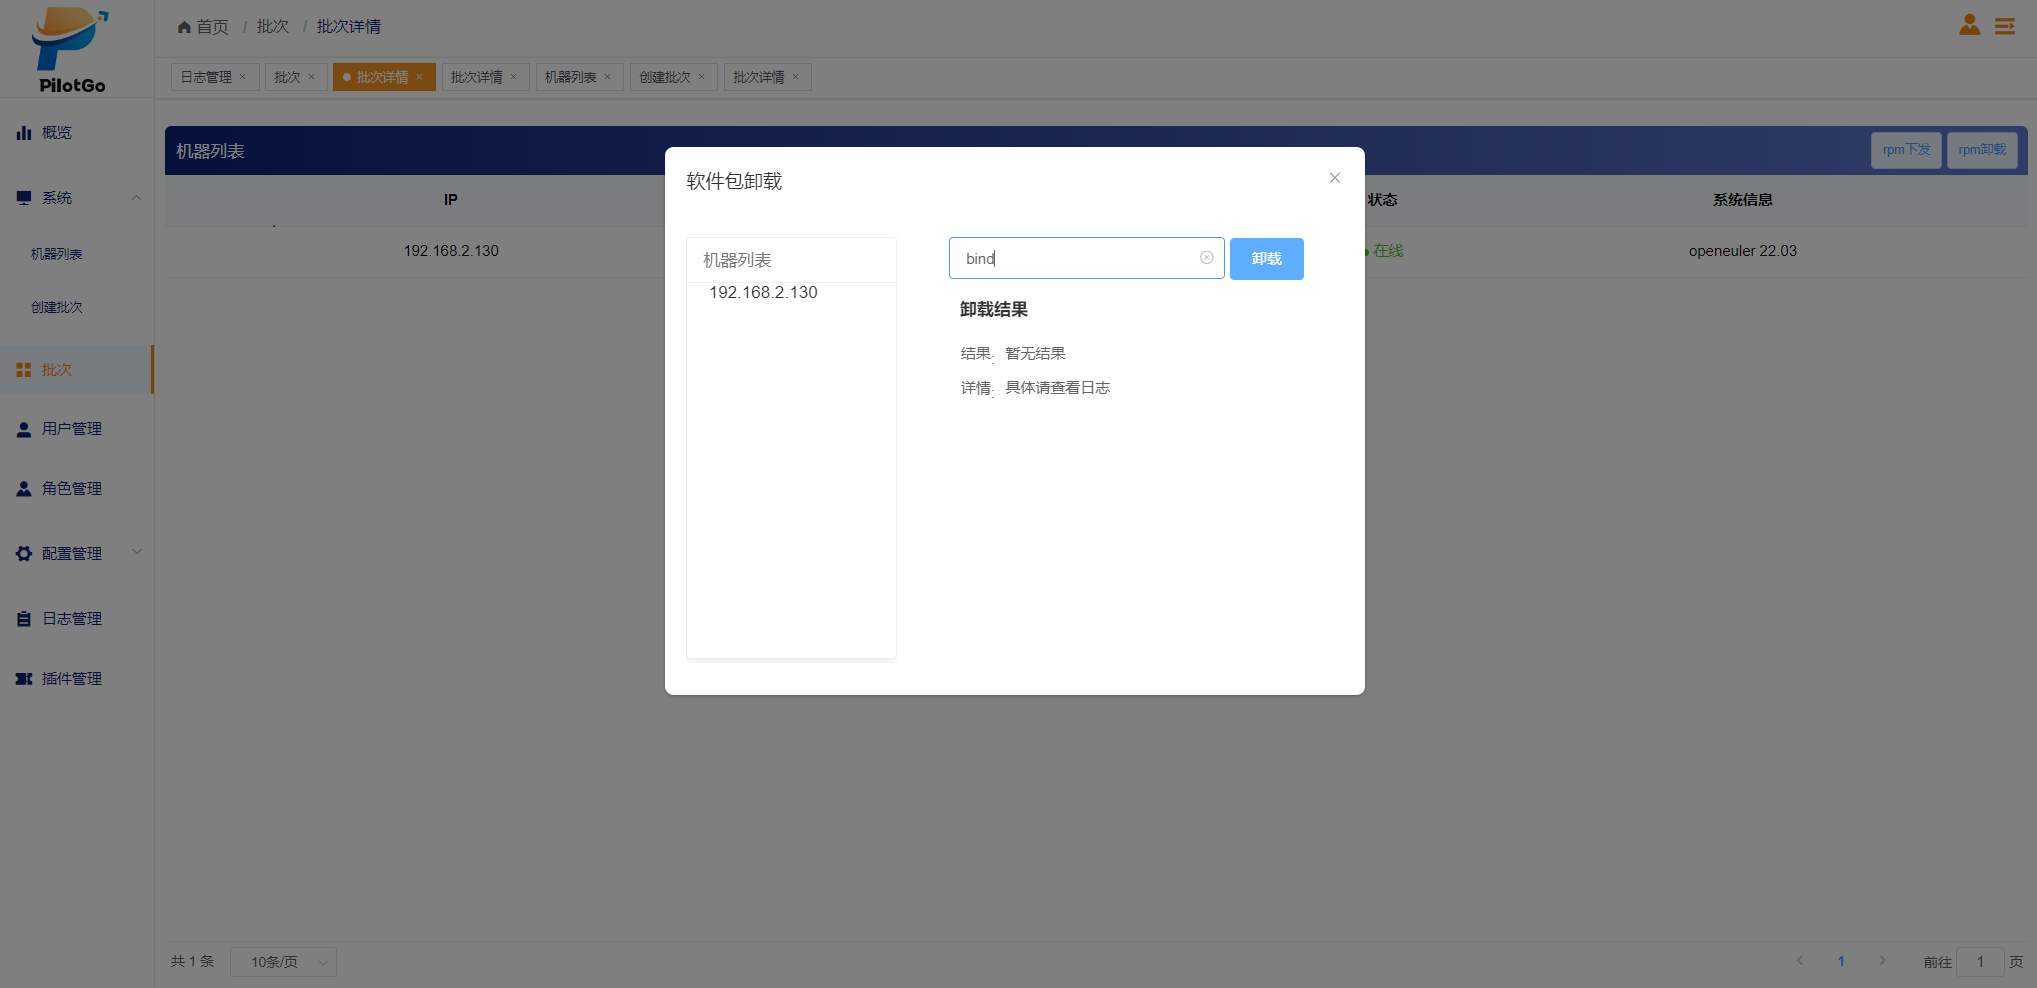 PilotGo
首页 / 批次 / 批次详情
日志管理 × 批次 × 批次详情 × 批次详情 × 机器列表 × 创建批次 × 批次详情 ×
概览
系统
机器列表
创建批次
批次
用户管理
角色管理
配置管理
日志管理
插件管理
机器列表
rpm下发 rpm卸载
IP 状态 系统信息
192.168.2.130 在线 openeuler 22.03
软件包卸载
机器列表
192.168.2.130
bind 卸载
卸载结果
结果: 暂无结果
详情: 具体请查看日志
共 1 条 10条/页 1 前往 1 页